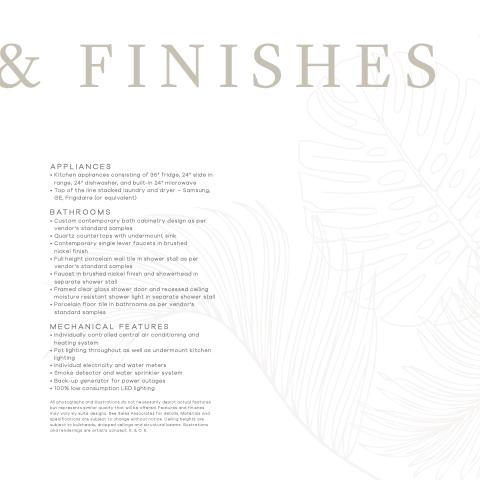 & FINISHES
APPLIANCES
• Kitchen appliances consisting of 36" fridge, 24" slide in
range, 24" dishwasher, and built-in 24" microwave
• Top of the line stacked laundry and dryer – Samsung,
GE, Frigidaire (or equivalent)
BATHROOMS
• Custom contemporary bath cabinetry design as per
vendor's standard samples
• Quartz countertops with undermount sink
• Contemporary single lever faucets in brushed
nickel finish
• Full height porcelain wall tile in shower stall as per
vendor's standard samples
• Faucet in brushed nickel finish and showerhead in
separate shower stall
• Framed clear glass shower door and recessed ceiling
moisture resistant shower light in separate shower stall
• Porcelain floor tile in bathrooms as per vendor's
standard samples
MECHANICAL FEATURES
• Individually controlled central air conditioning and
heating system
• Pot lighting throughout as well as undermount kitchen
lighting
• Individual electricity and water meters
• Smoke detector and water sprinkler system
• Back-up generator for power outages
• 100% low consumption LED lighting
All photographs and illustrations do not necessarily depict actual features
but represents similar quality that will be offered. Features and finishes
may vary by suite designs. See Sales Associates for details. Materials and
specifications are subject to change without notice. Ceiling heights are
subject to bulkheads, dropped ceilings and structural beams. Illustrations
and renderings are artist's concept. E. & O. E.